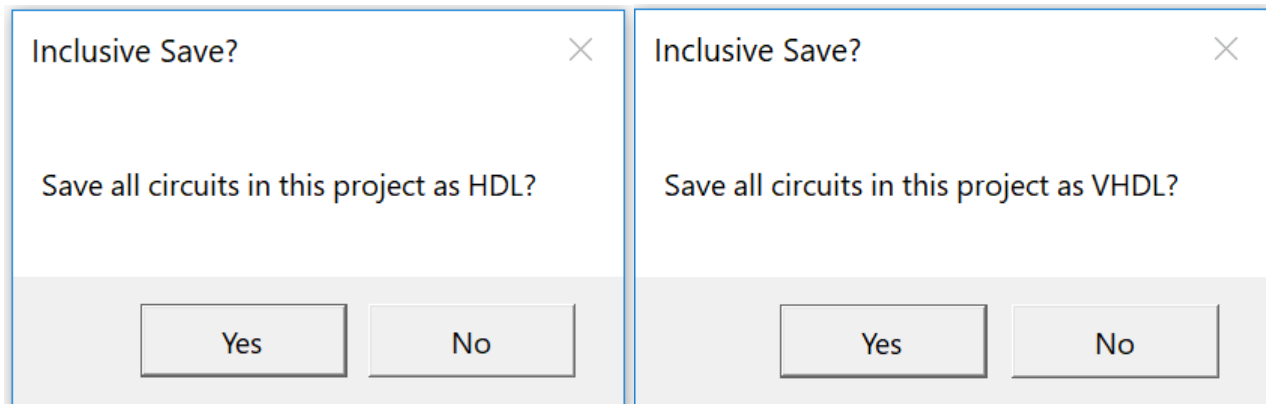 Inclusive Save?
Save all circuits in this project as HDL?
Yes
No
Inclusive Save?
Save all circuits in this project as VHDL?
Yes
No